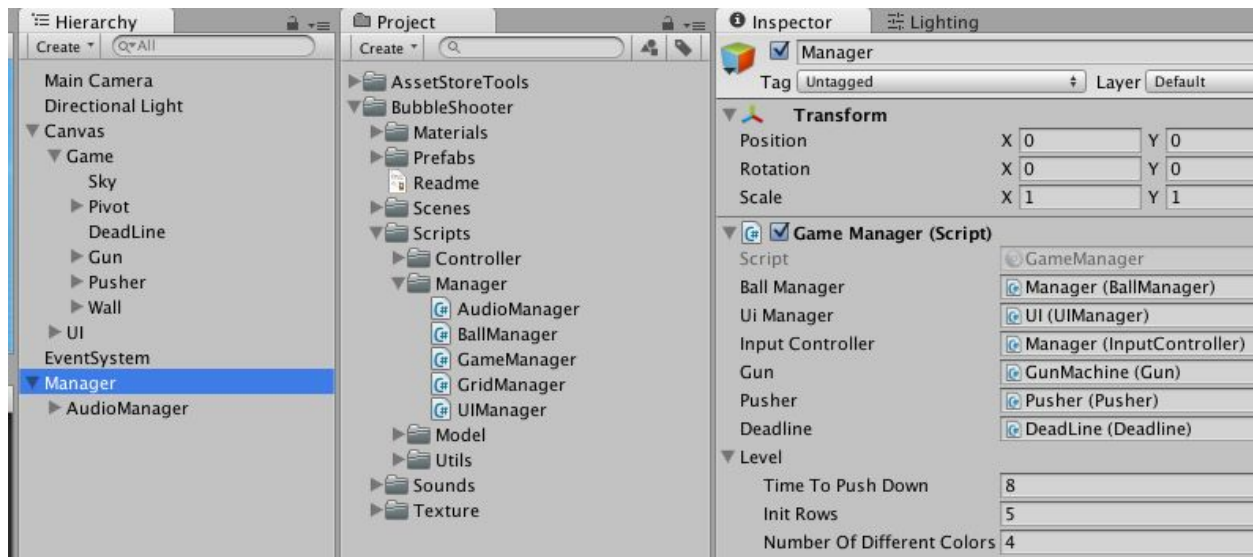 Hierarchy
Create
All
Main Camera
Directional Light
Canvas
Game
Sky
Pivot
DeadLine
Gun
Pusher
Wall
UI
EventSystem
Manager
AudioManager
Project
Create
AssetStoreTools
BubbleShooter
Materials
Prefabs
Readme
Scenes
Scripts
Controller
Manager
AudioManager
BallManager
GameManager
GridManager
UIManager
Model
Utils
Sounds
Texture
Inspector Lighting
Manager
Tag Untagged Layer Default
Transform
Position X 0 Y 0
Rotation X 0 Y 0
Scale X 1 Y 1
Game Manager (Script)
Script GameManager
Ball Manager Manager (BallManager)
Ui Manager UI (UIManager)
Input Controller Manager (InputController)
Gun GunMachine (Gun)
Pusher Pusher (Pusher)
Deadline DeadLine (Deadline)
Level
Time To Push Down 8
Init Rows 5
Number Of Different Colors 4